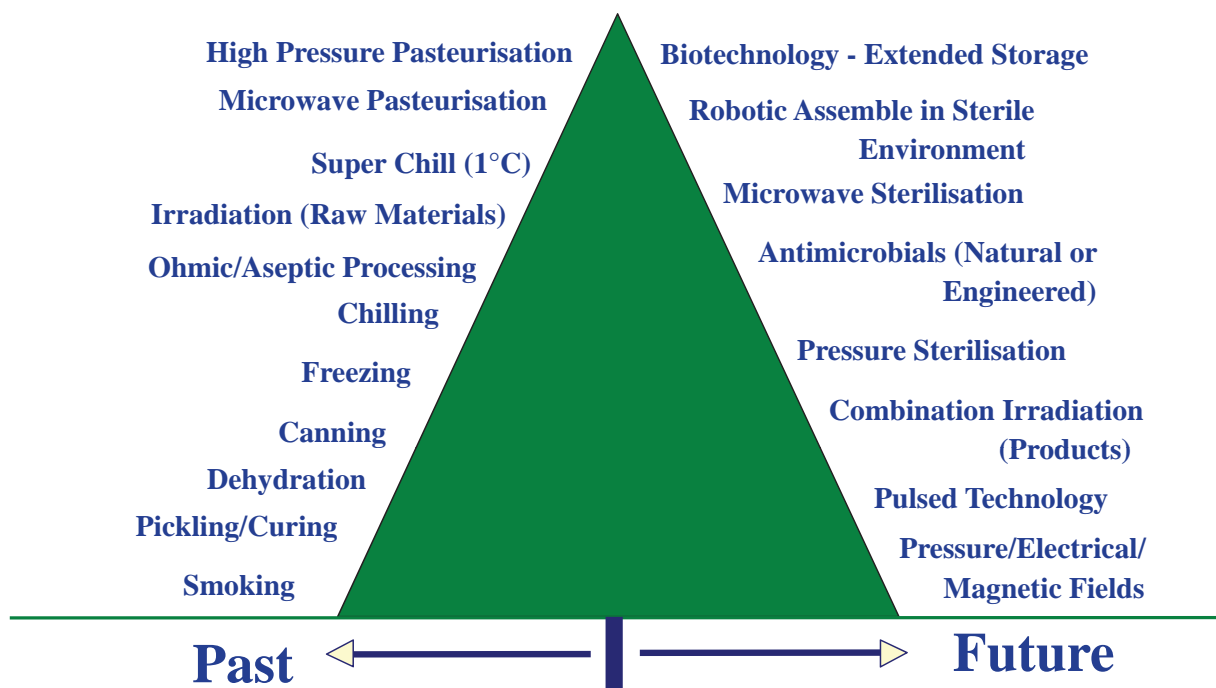 High Pressure Pasteurisation
Microwave Pasteurisation
Super Chill (1°C)
Irradiation (Raw Materials)
Ohmic/Aseptic Processing
Chilling
Freezing
Canning
Dehydration
Pickling/Curing
Smoking
Biotechnology - Extended Storage
Robotic Assemble in Sterile
Environment
Microwave Sterilisation
Antimicrobials (Natural or
Engineered)
Pressure Sterilisation
Combination Irradiation
(Products)
Pulsed Technology
Pressure/Electrical/
Magnetic Fields
Past
Future